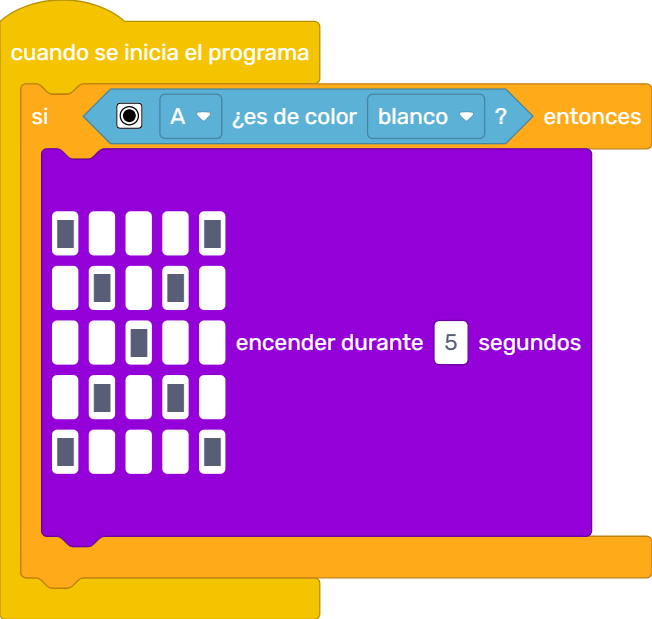 cuando se inicia el programa
si A ¿es de color blanco ? entonces
encender durante 5 segundos